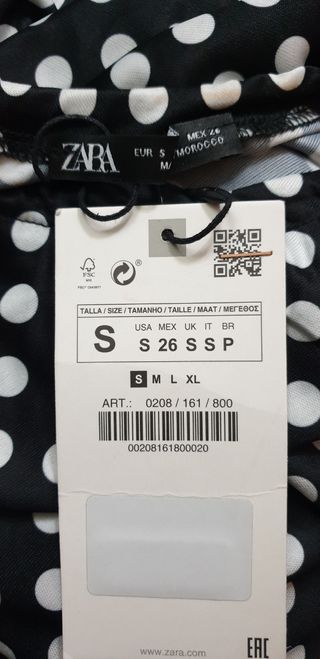 ZARA
EUR S
MEX 26
MOROCCO
M/
FSC
TALLA / SIZE / TAMANHO / TAILLE / MAAT / ΜΕΓΕΘΟΣ
S
USA MEX UK IT BR
S 26 S S P
S M L XL
ART.: 0208 / 161 / 800
00208161800020
www.zara.com
EAC